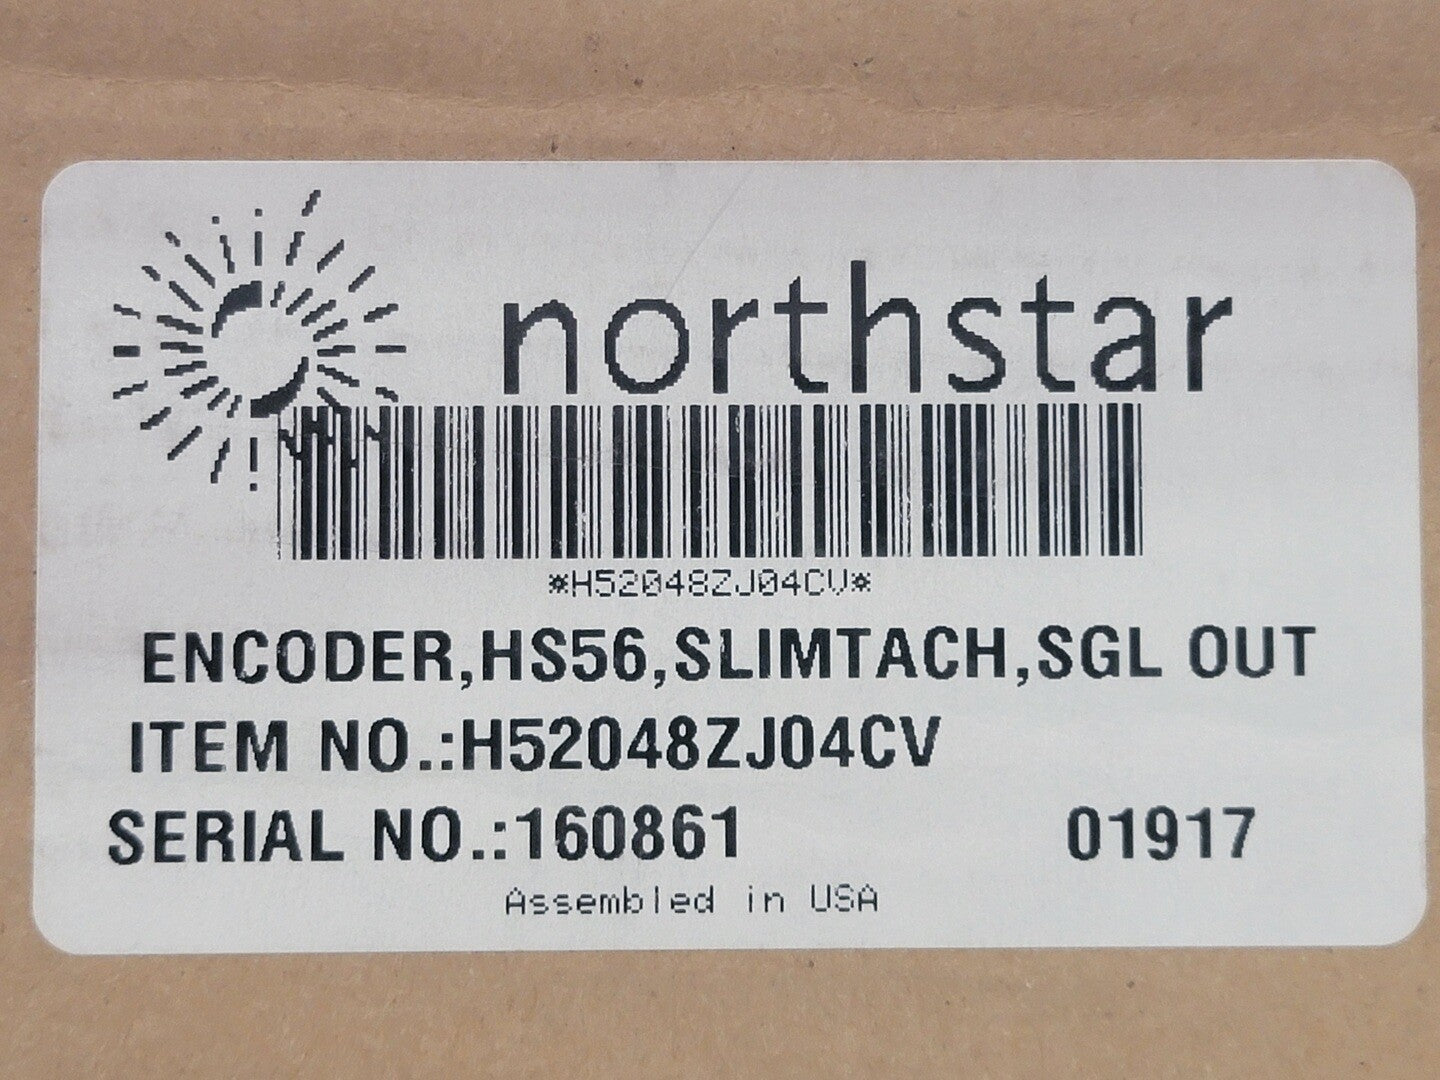 northstar
*H52048ZJ04CV*
ENCODER,HS56,SLIMTACH,SGL OUT
ITEM NO.:H52048ZJ04CV
SERIAL NO.:160861 01917
Assembled in USA